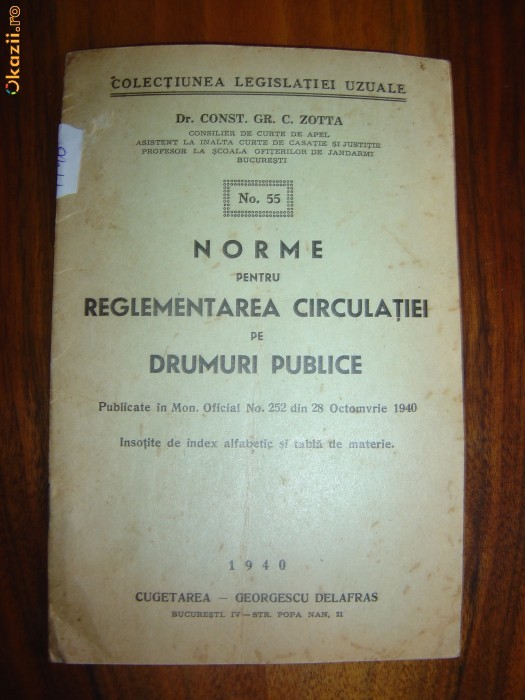 Okazii.ro
COLECȚIUNEA LEGISLAȚIEI UZUALE
Dr. CONST. GR. C. ZOTTA
CONSILIER DE CURTE DE APEL
ASISTENT LA INALTA CURTE DE CASAȚIE ȘI JUSTIȚIE
PROFESOR LA ȘCOALA OFIȚERILOR DE JANDARMI
BUCUREȘTI
No. 55
NORME
PENTRU
REGLEMENTAREA CIRCULAȚIEI
PE
DRUMURI PUBLICE
Publicate in Mon. Oficial No. 252 din 28 Octomvrie 1940
Insoțite de index alfabetic și tablă de materie.
1940
CUGETAREA — GEORGESCU DELAFRAS
BUCUREȘTI, IV — STR. POPA NAN, 21